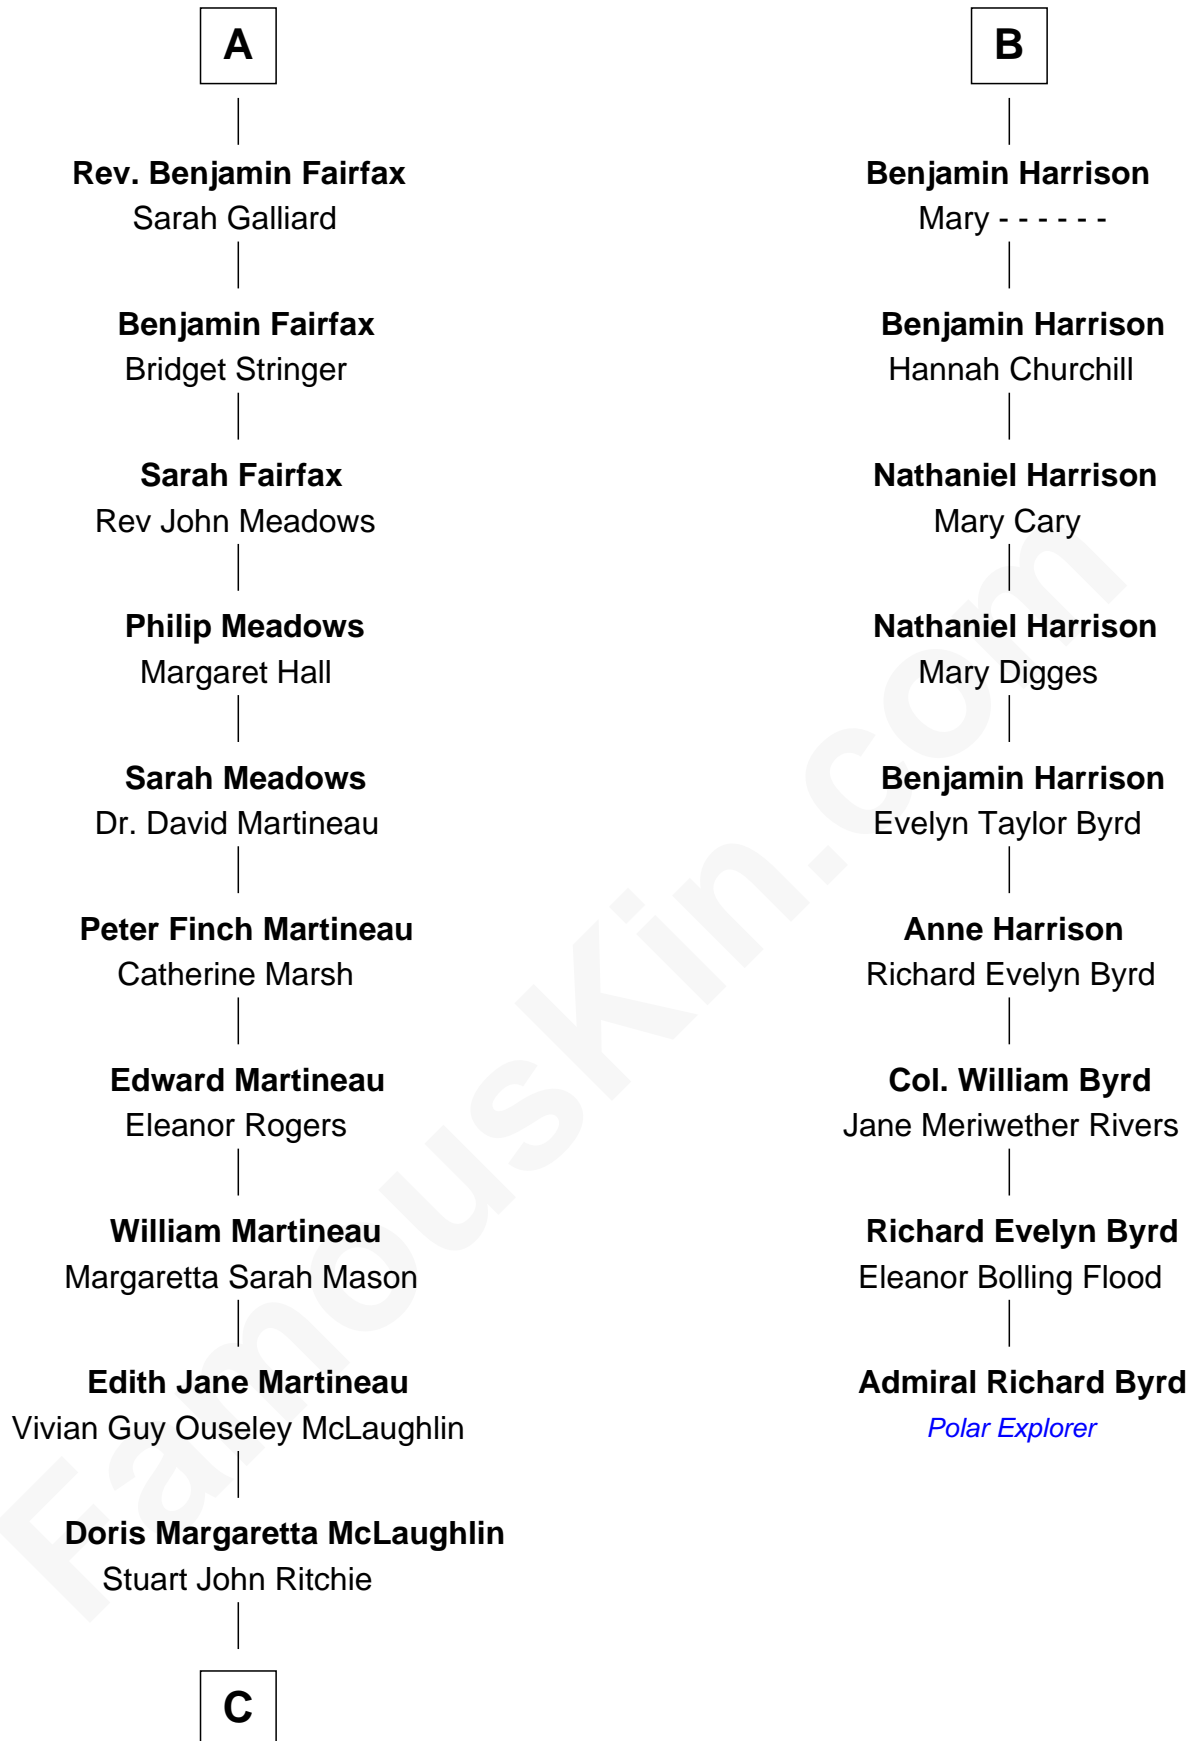 A
Rev. Benjamin Fairfax
Sarah Galliard
Benjamin Fairfax
Bridget Stringer
Sarah Fairfax
Rev John Meadows
Philip Meadows
Margaret Hall
Sarah Meadows
Dr. David Martineau
Peter Finch Martineau
Catherine Marsh
Edward Martineau
Eleanor Rogers
William Martineau
Margaretta Sarah Mason
Edith Jane Martineau
Vivian Guy Ouseley McLaughlin
Doris Margaretta McLaughlin
Stuart John Ritchie
C
B
Benjamin Harrison
Mary - - - - - -
Benjamin Harrison
Hannah Churchill
Nathaniel Harrison
Mary Cary
Nathaniel Harrison
Mary Digges
Benjamin Harrison
Evelyn Taylor Byrd
Anne Harrison
Richard Evelyn Byrd
Col. William Byrd
Jane Meriwether Rivers
Richard Evelyn Byrd
Eleanor Bolling Flood
Admiral Richard Byrd
Polar Explorer
FamousKin.com